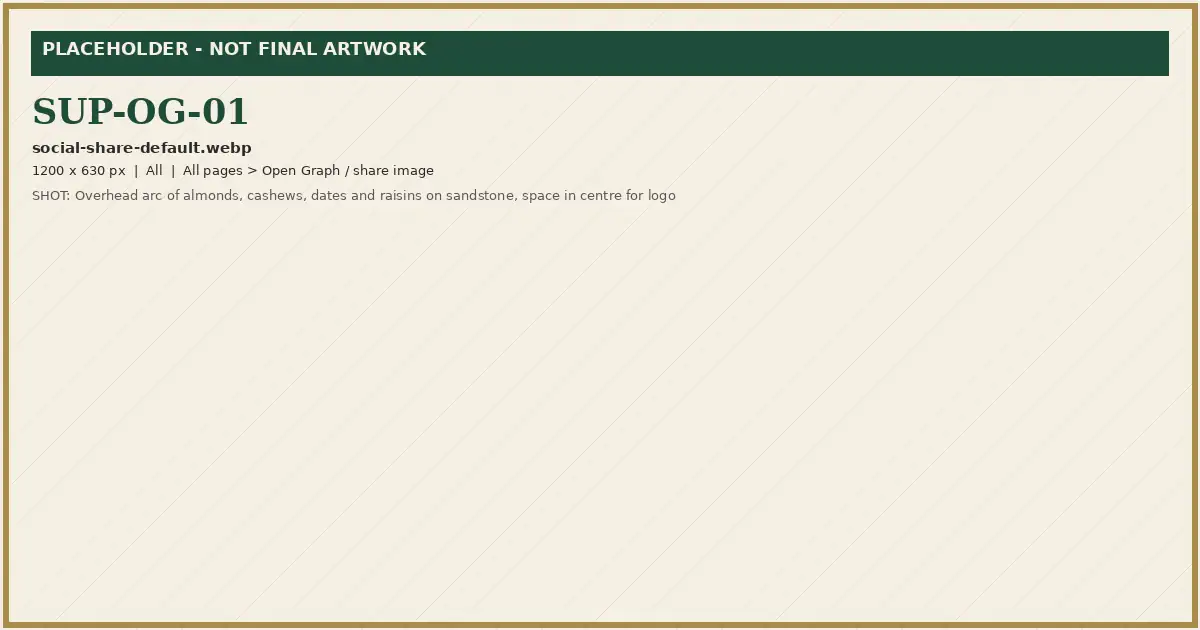 PLACEHOLDER - NOT FINAL ARTWORK
SUP-OG-01
social-share-default.webp
1200 x 630 px | All | All pages > Open Graph / share image
SHOT: Overhead arc of almonds, cashews, dates and raisins on sandstone, space in centre for logo